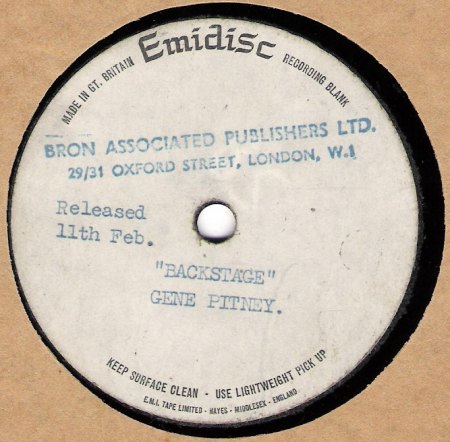 Emidisc
MADE IN GT. BRITAIN
RECORDING BLANK
BRON ASSOCIATED PUBLISHERS LTD.
29/31 OXFORD STREET, LONDON, W.1
Released
11th Feb.
"BACKSTAGE"
GENE PITNEY.
KEEP SURFACE CLEAN - USE LIGHTWEIGHT PICK UP
E.M.I. TAPE LIMITED - HAYES - MIDDLESEX - ENGLAND